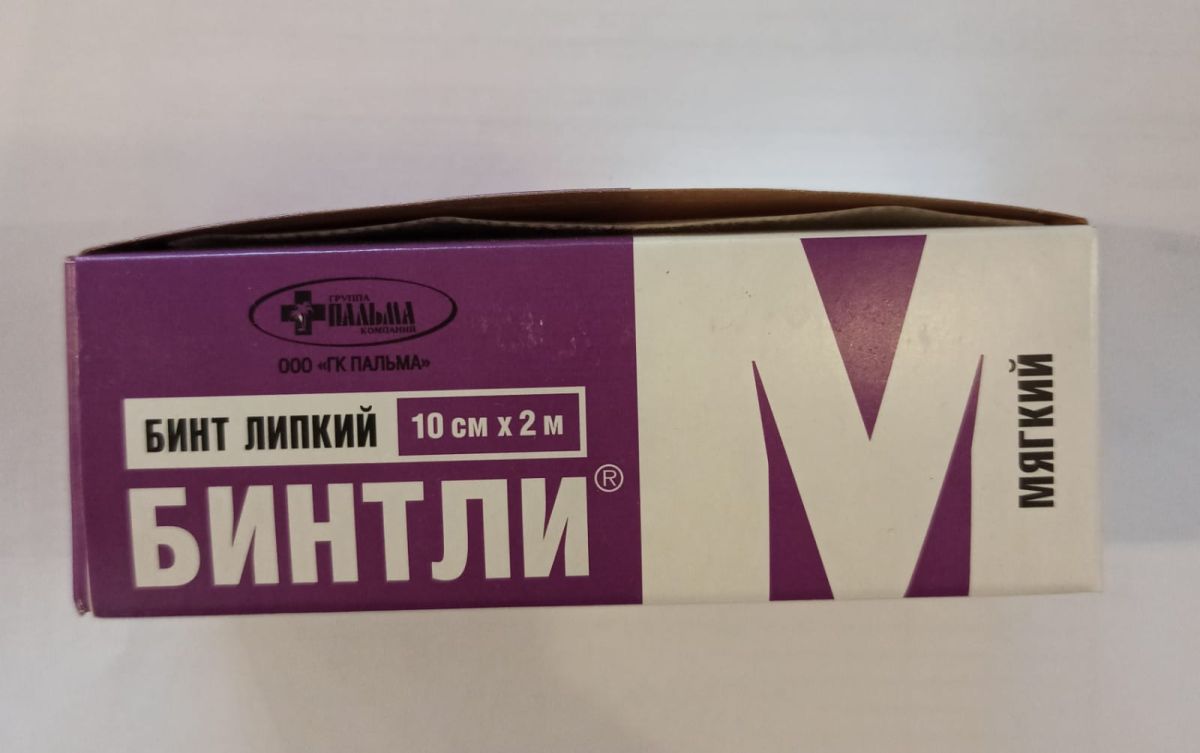 ГРУППА
ПАЛЬМА
КОМПАНИЙ
ООО «ГК ПАЛЬМА»
БИНТ ЛИПКИЙ 10 см х 2 м
БИНТЛИ®
М
МЯГКИЙ